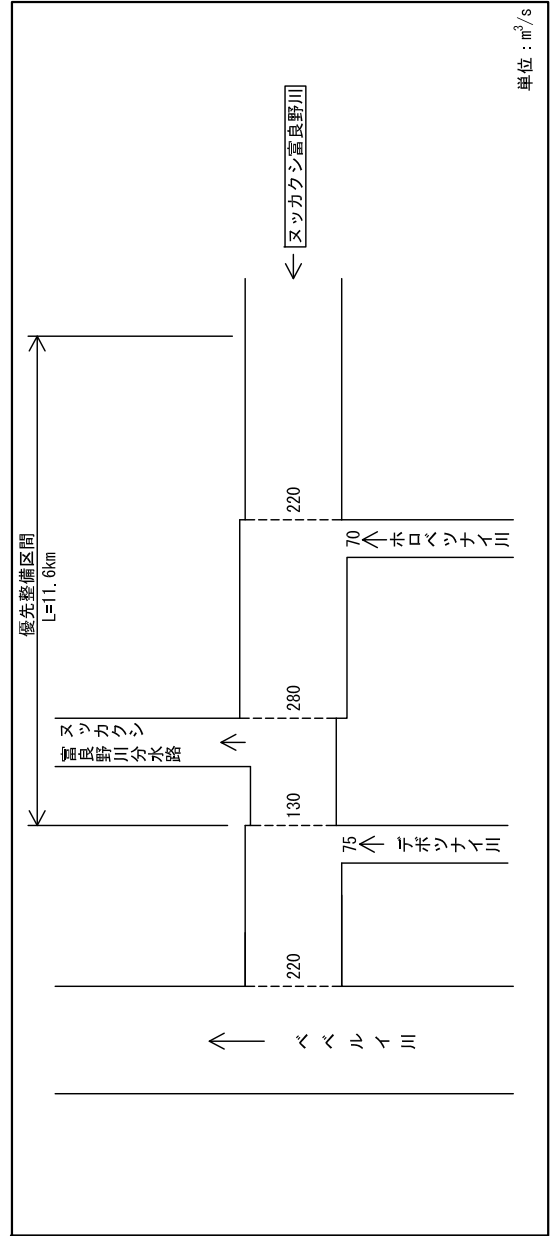 単位：m³/s
優先整備区間
L=11.6km
ヌッカクシ富良野川
ヌッカクシ
富良野川分水路
220
280
130
220
70
ホロベツナイ川
75
デボツナイ川
ベベルイ川